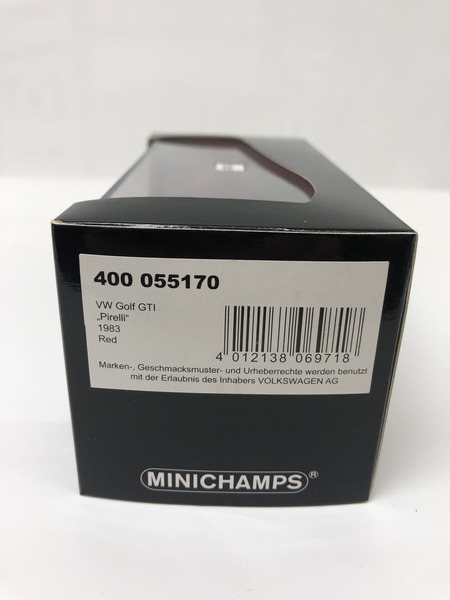 400 055170
VW Golf GTI
„Pirelli“
1983
Red
4 012138 069718
Marken-, Geschmacksmuster- und Urheberrechte werden benutzt
mit der Erlaubnis des Inhabers VOLKSWAGEN AG
MINICHAMPS®